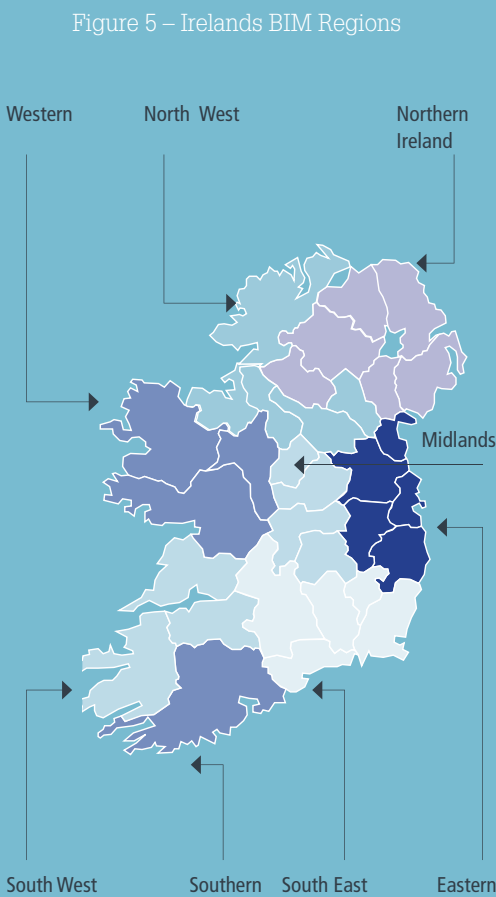 Figure 5 – Irelands BIM Regions
Western
North West
Northern
Ireland
Midlands
South West
Southern
South East
Eastern